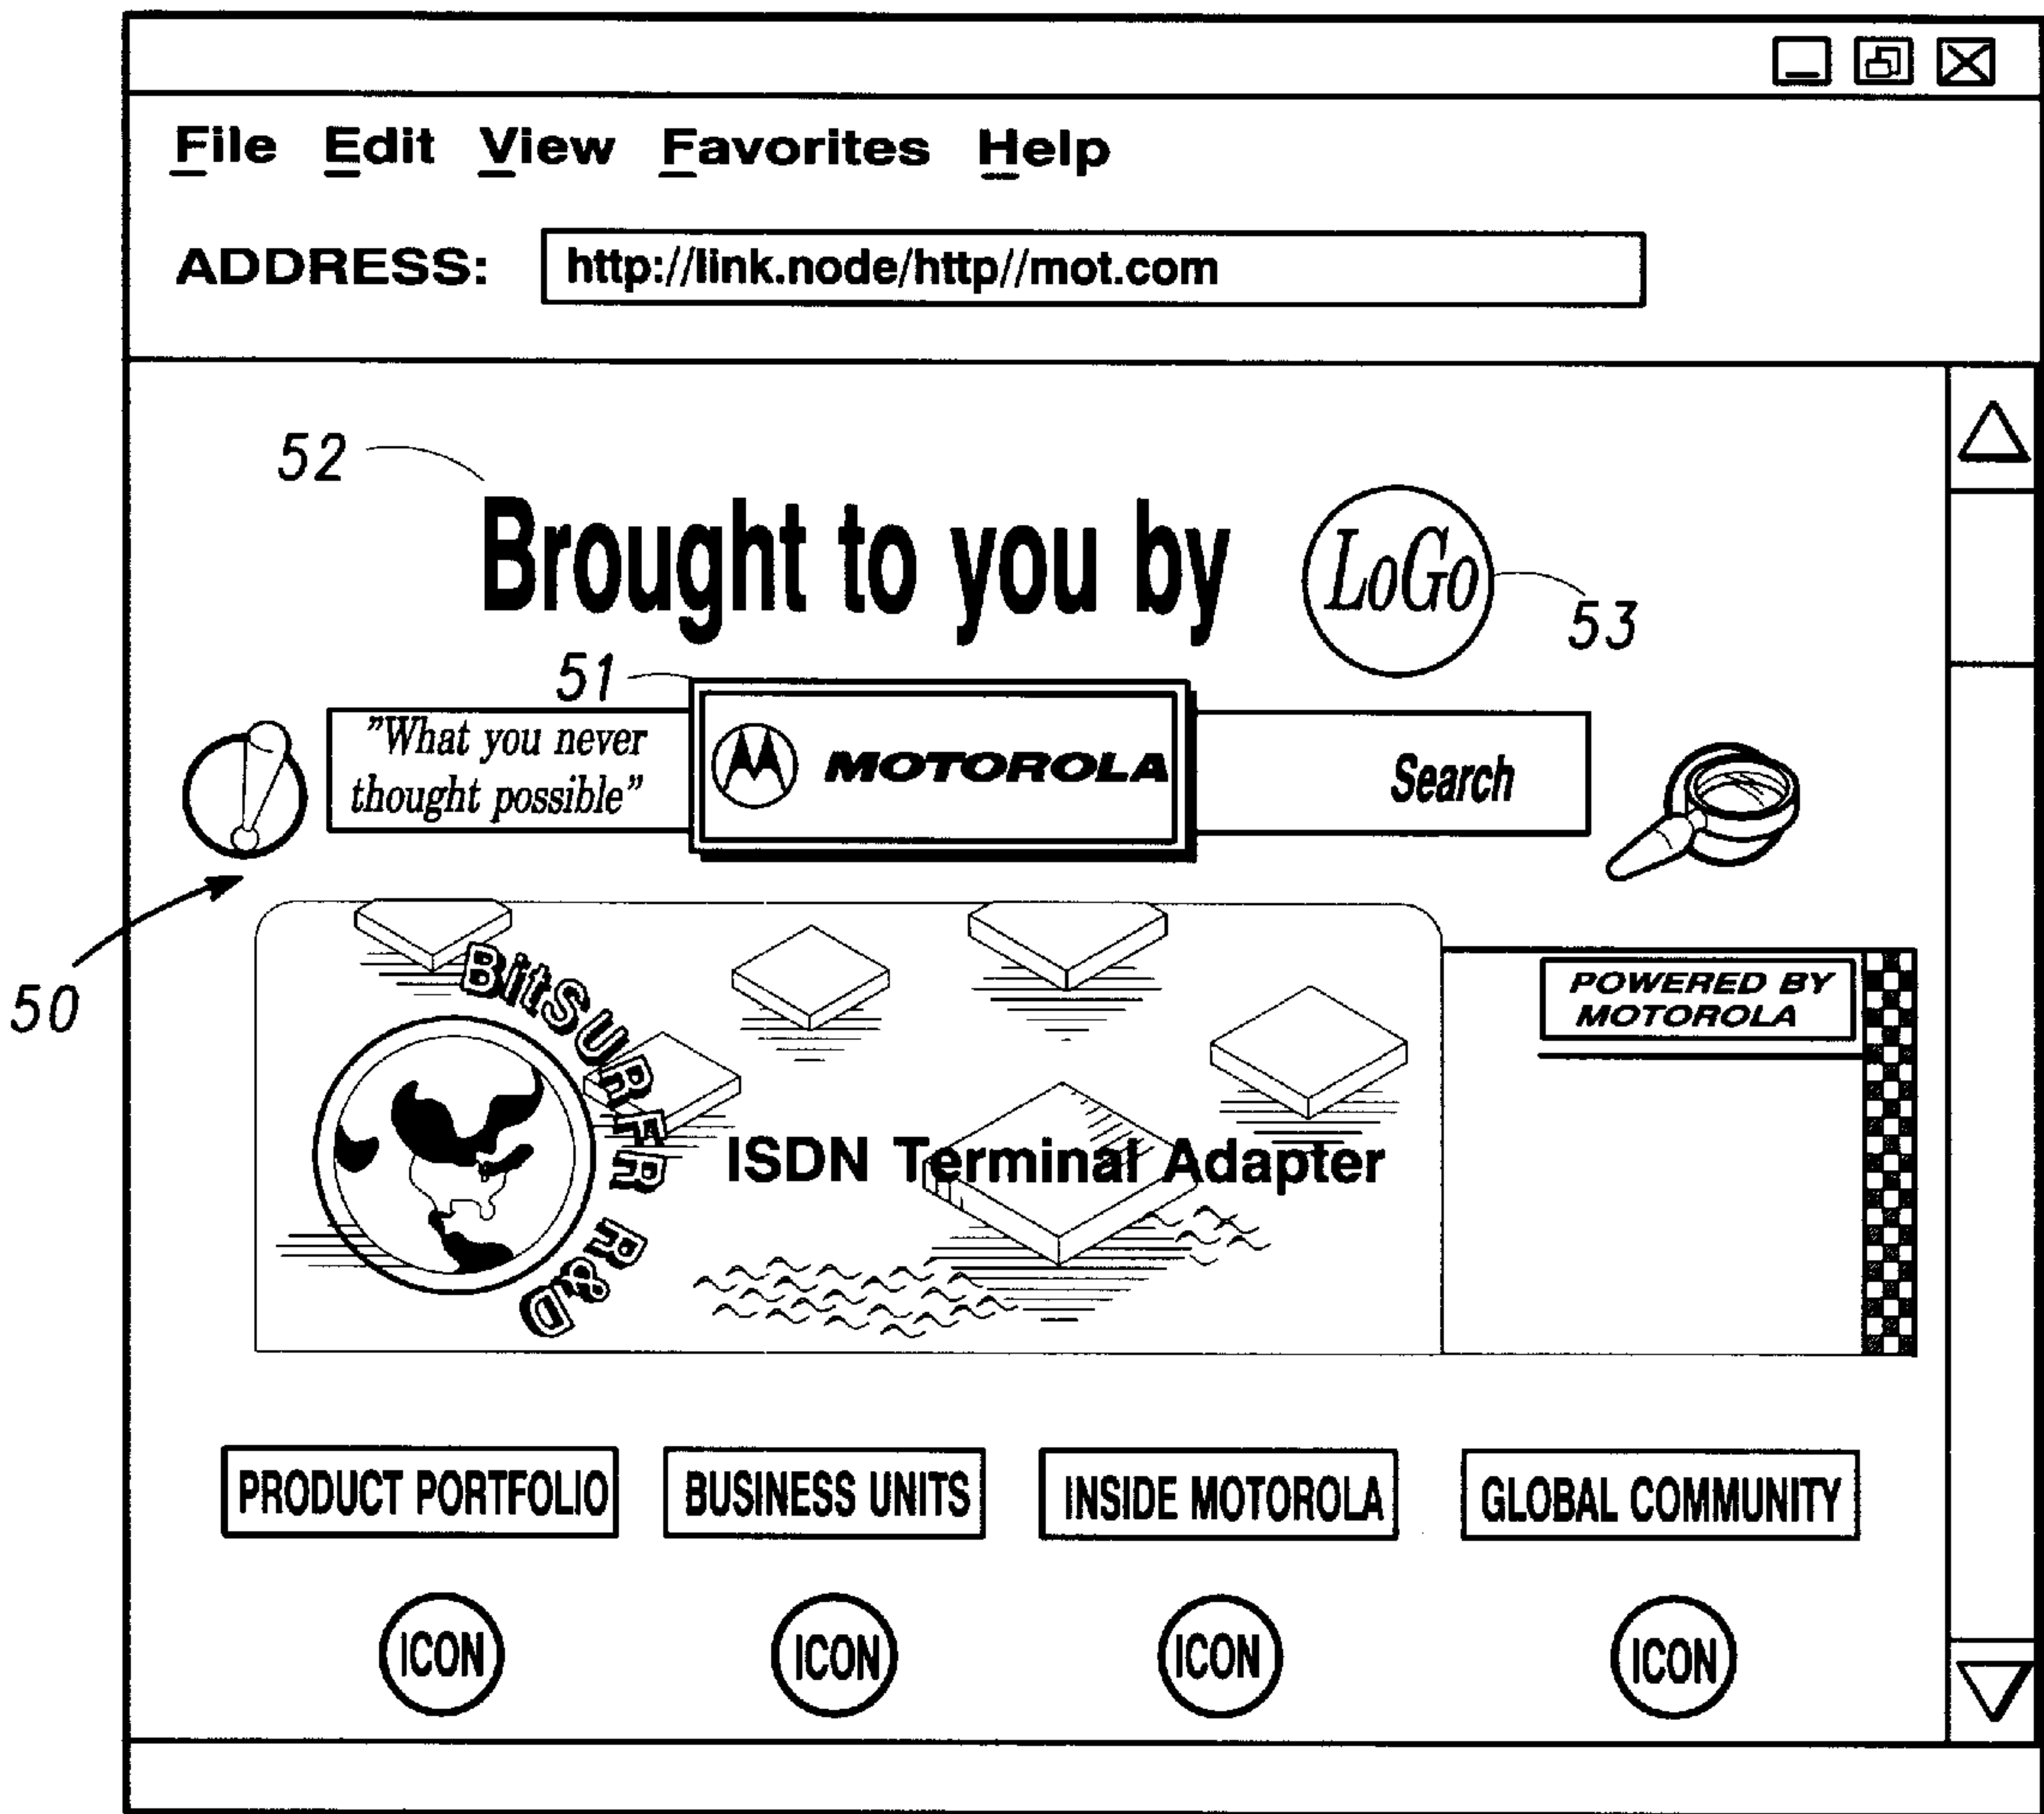 File Edit View Favorites Help
ADDRESS: http://link.node/http//mot.com
52
Brought to you by LoGo
53
51
"What you never
thought possible"
MOTOROLA
Search
50
BitSURFR R&D
ISDN Terminal Adapter
POWERED BY
MOTOROLA
PRODUCT PORTFOLIO BUSINESS UNITS INSIDE MOTOROLA GLOBAL COMMUNITY
ICON ICON ICON ICON